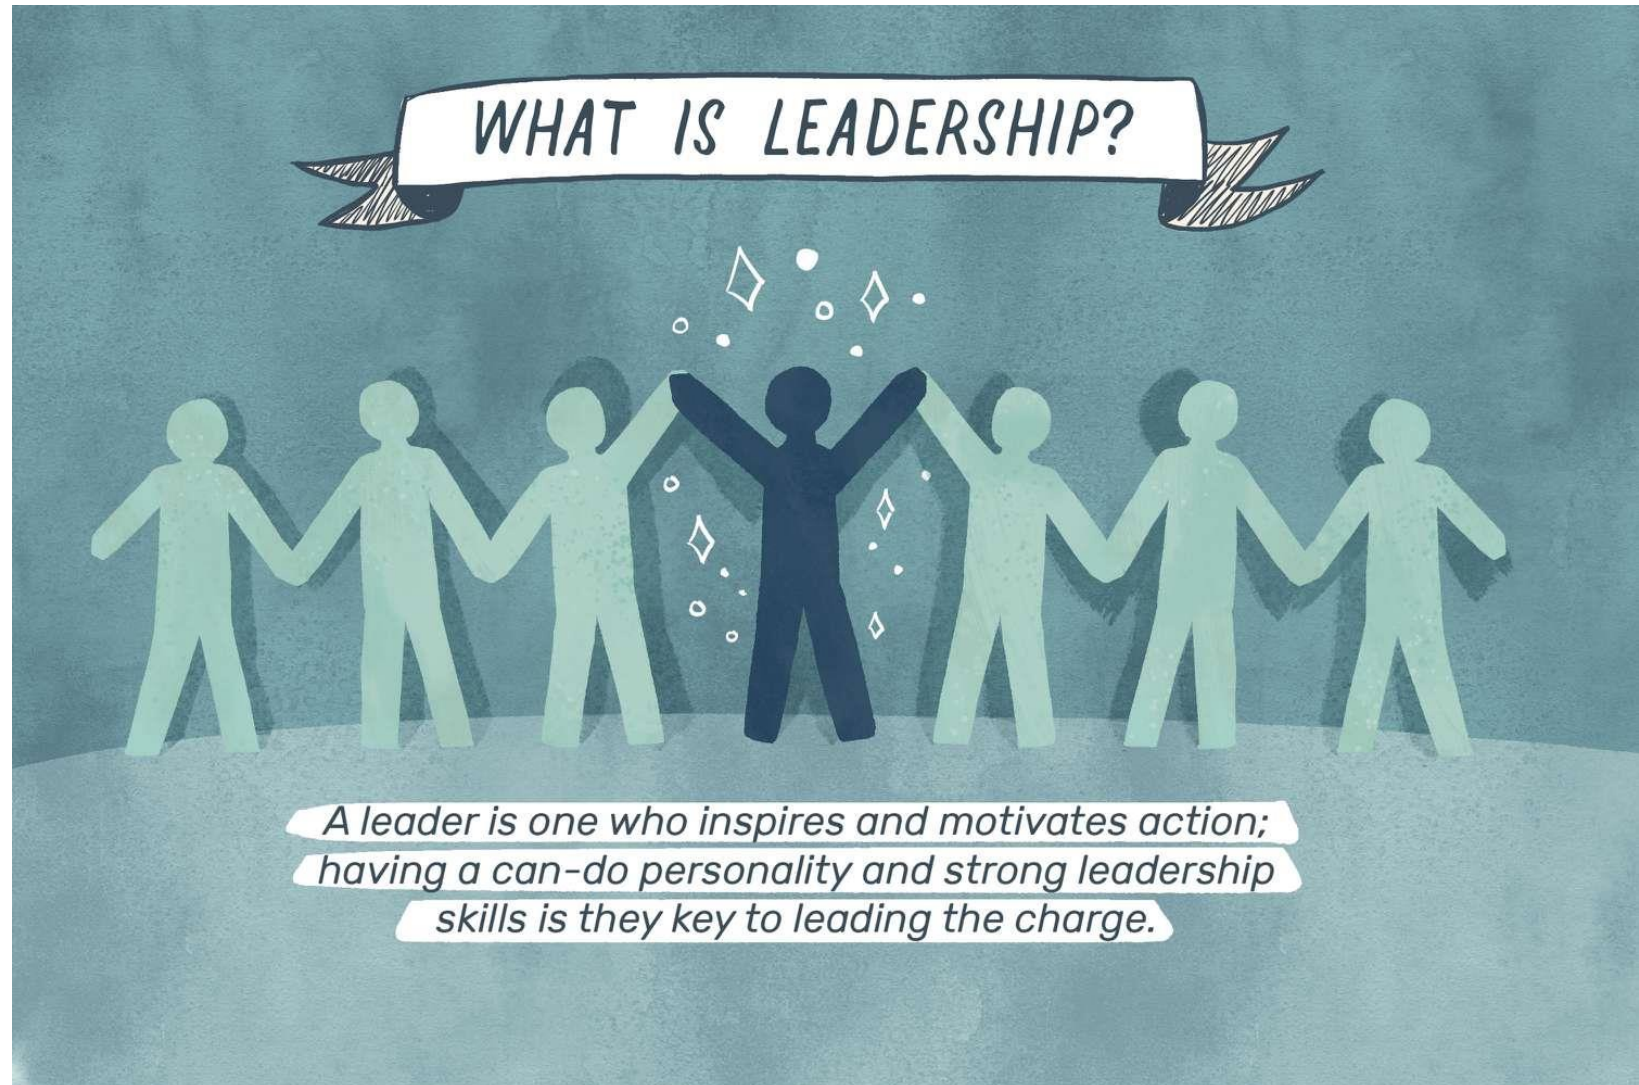 WHAT IS LEADERSHIP?
A leader is one who inspires and motivates action;
having a can-do personality and strong leadership
skills is they key to leading the charge.